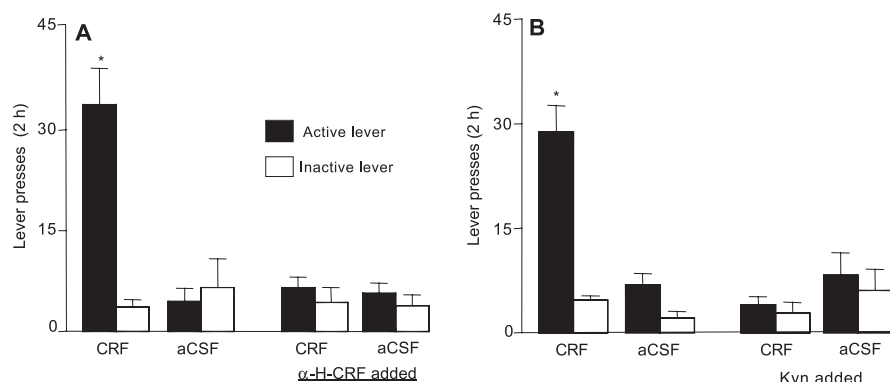 A
45
30
15
0
Lever presses (2 h)
*
Active lever
Inactive lever
CRF aCSF CRF aCSF
α-H-CRF added
B
45
30
15
0
Lever presses (2 h)
*
CRF aCSF CRF aCSF
Kyn added